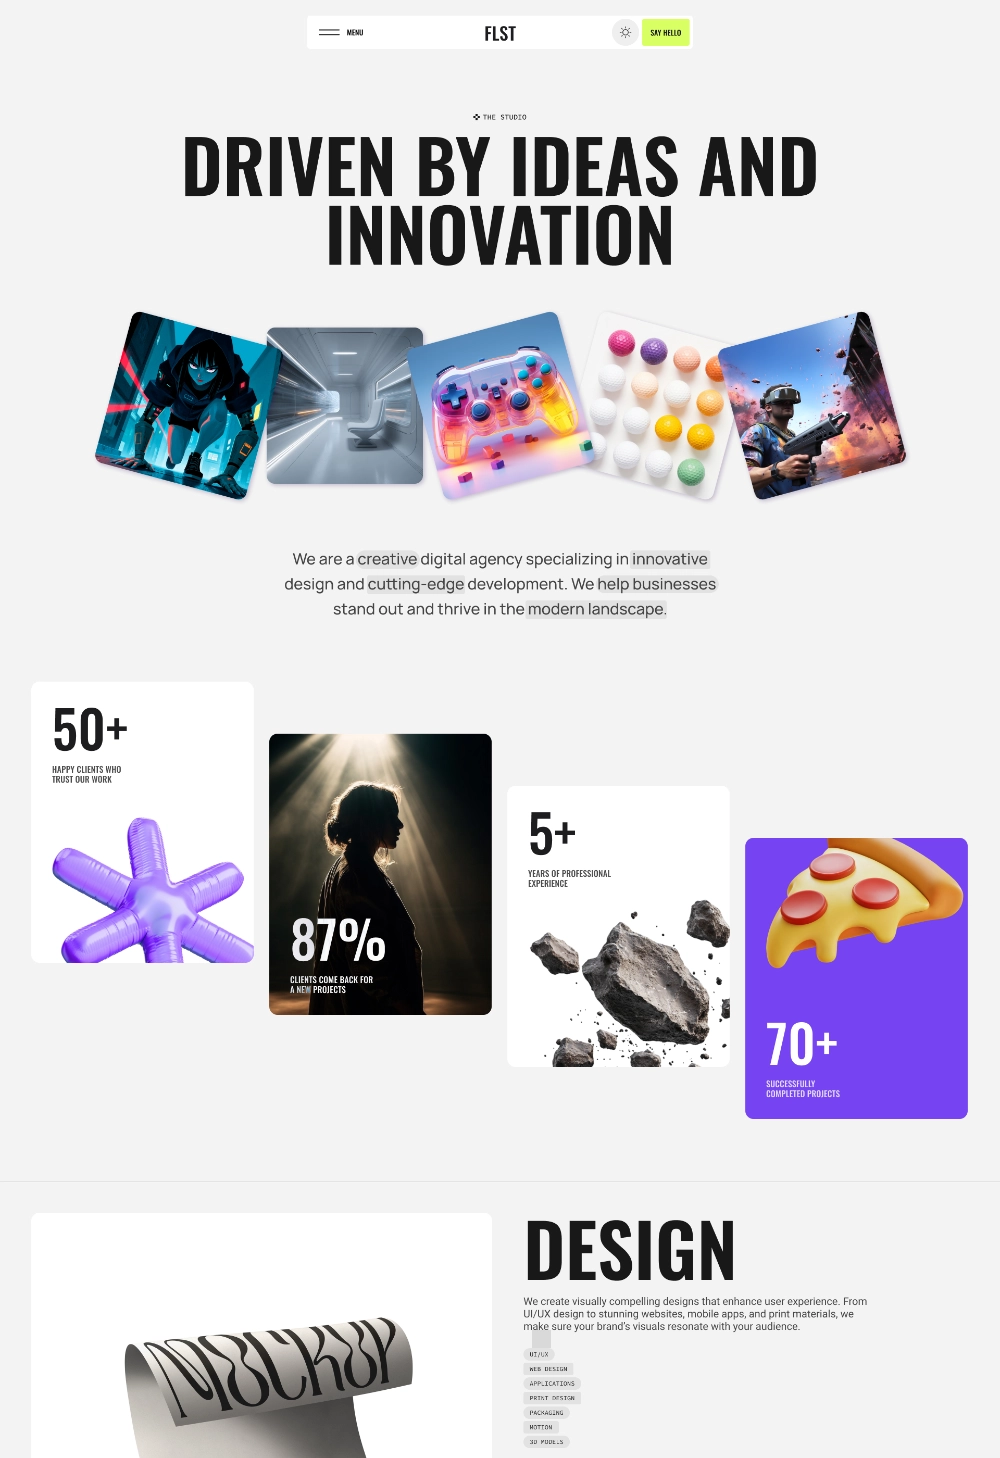 MENU
FLST
SAY HELLO
THE STUDIO
DRIVEN BY IDEAS AND
INNOVATION
We are a creative digital agency specializing in innovative
design and cutting-edge development. We help businesses
stand out and thrive in the modern landscape.
50+
HAPPY CLIENTS WHO
TRUST OUR WORK
87%
CLIENTS COME BACK FOR
A NEW PROJECTS
5+
YEARS OF PROFESSIONAL
EXPERIENCE
70+
SUCCESSFULLY
COMPLETED PROJECTS
MOCKUP
DESIGN
We create visually compelling designs that enhance user experience. From
UI/UX design to stunning websites, mobile apps, and print materials, we
make sure your brand's visuals resonate with your audience.
UI/UX
WEB DESIGN
APPLICATIONS
PRINT DESIGN
PACKAGING
MOTION
3D MODELS